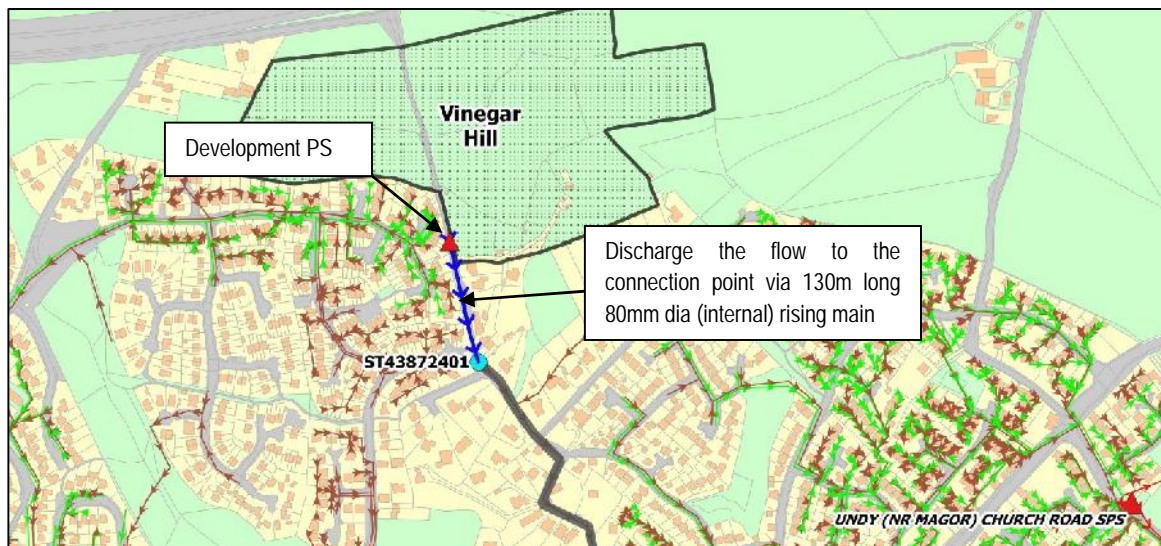 Vinegar
Hill
Development PS
Discharge the flow to the
connection point via 130m long
80mm dia (internal) rising main
ST43872401
UNDY (NR MAGOR) CHURCH ROAD SPS